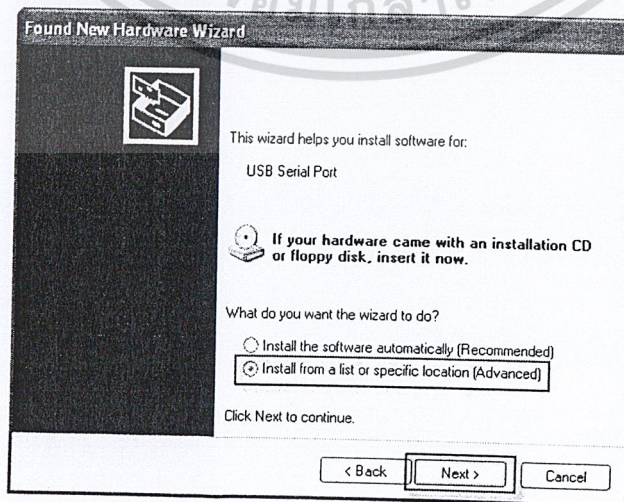 Found New Hardware Wizard
This wizard helps you install software for:
USB Serial Port
If your hardware came with an installation CD
or floppy disk, insert it now.
What do you want the wizard to do?
Install the software automatically (Recommended)
Install from a list or specific location (Advanced)
Click Next to continue.
< Back
Next >
Cancel